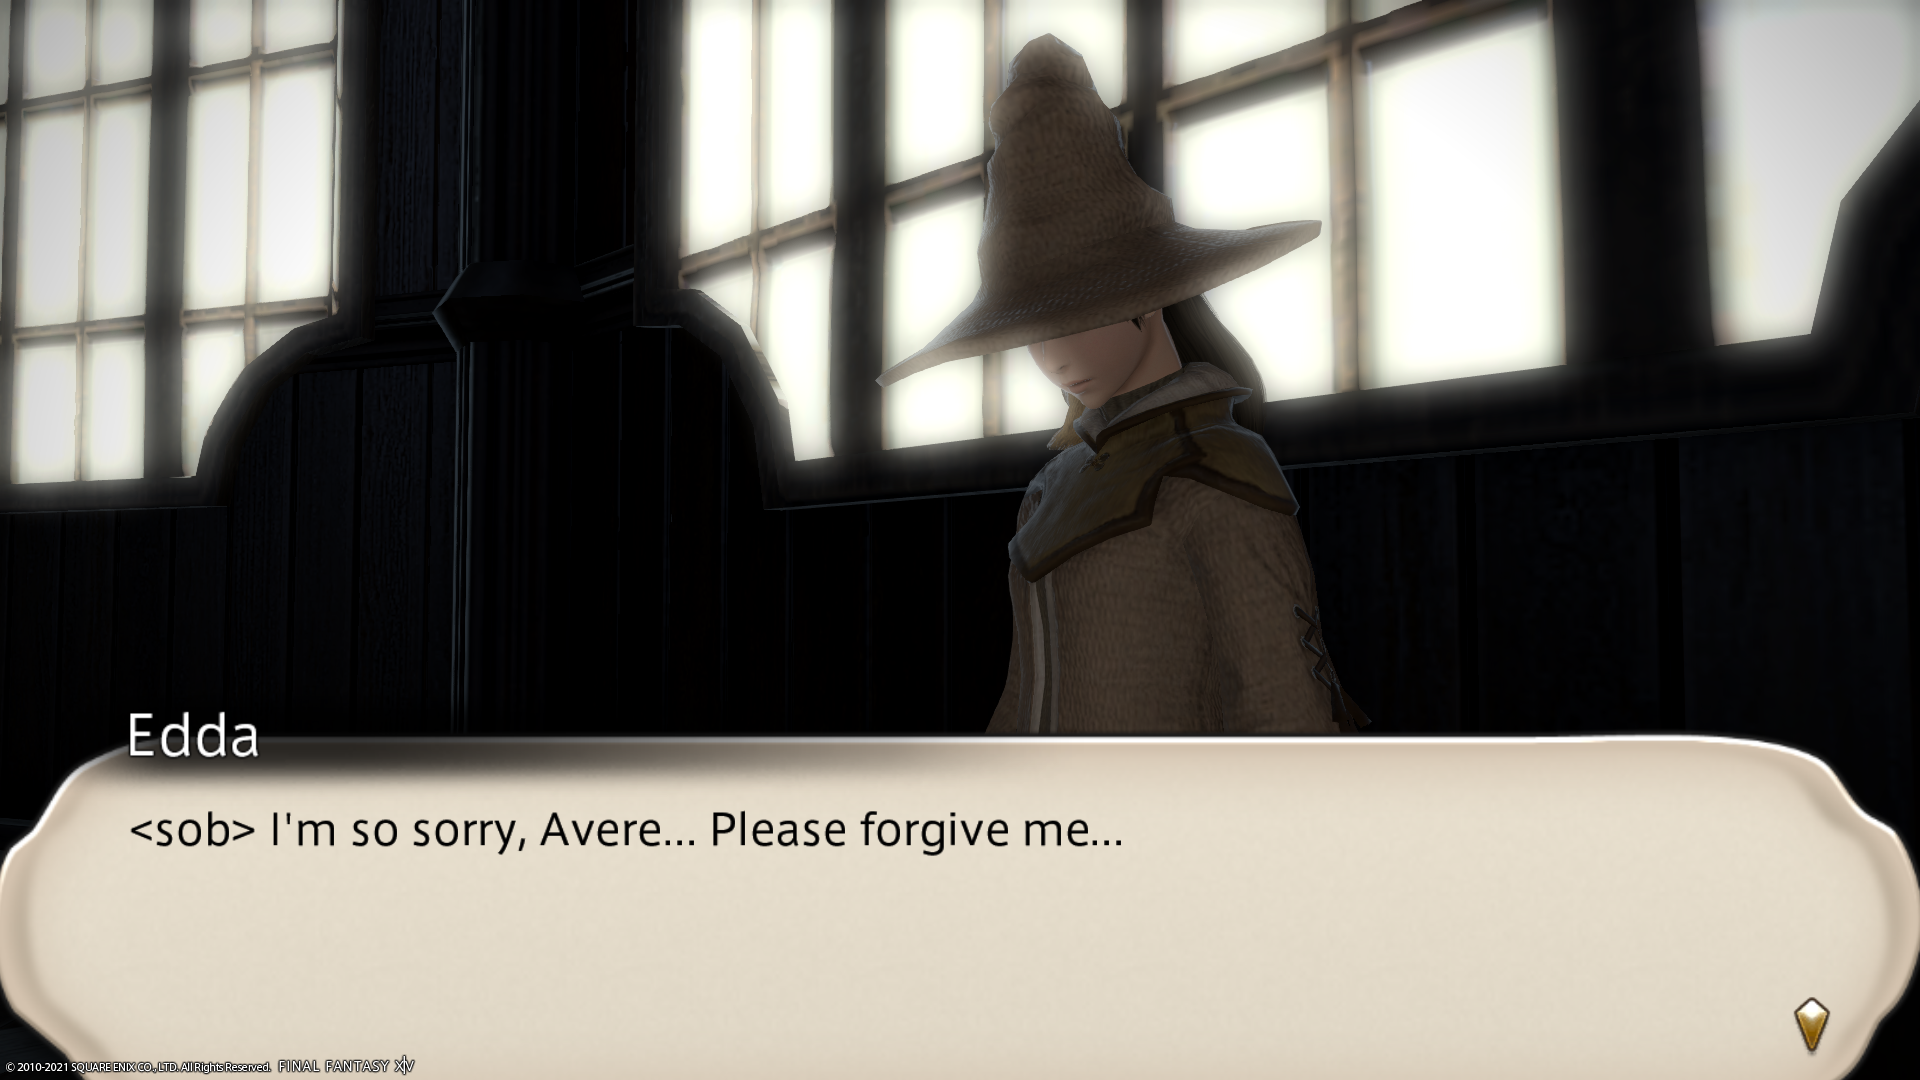 Edda
<sob> I'm so sorry, Avere... Please forgive me...
© 2010-2021 SQUARE ENIX CO., LTD. All Rights Reserved. FINAL FANTASY XIV